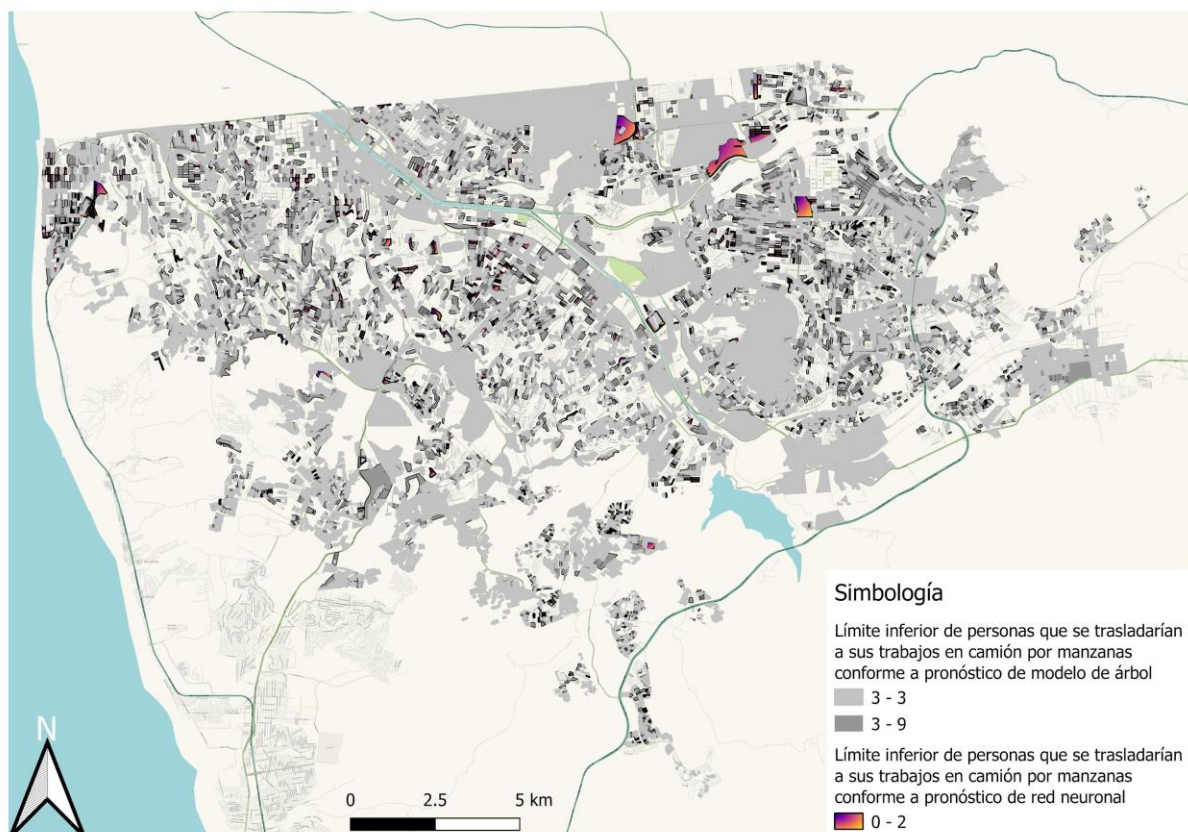 Simbología
Límite inferior de personas que se trasladarían
a sus trabajos en camión por manzanas
conforme a pronóstico de modelo de árbol
3 - 3
3 - 9
Límite inferior de personas que se trasladarían
a sus trabajos en camión por manzanas
conforme a pronóstico de red neuronal
0 - 2
N
0 2.5 5 km